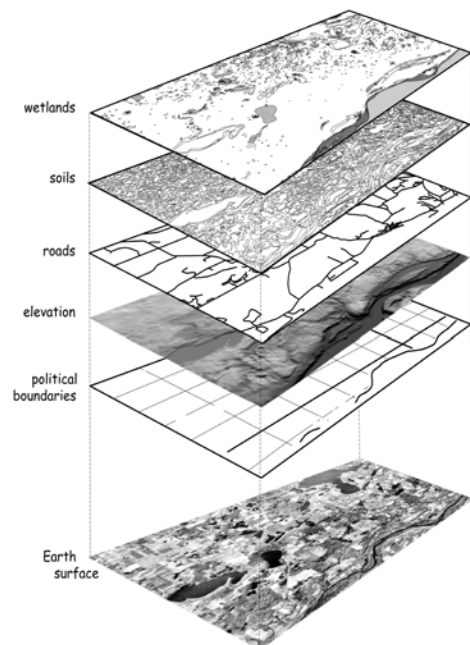 wetlands
soils
roads
elevation
political
boundaries
Earth
surface